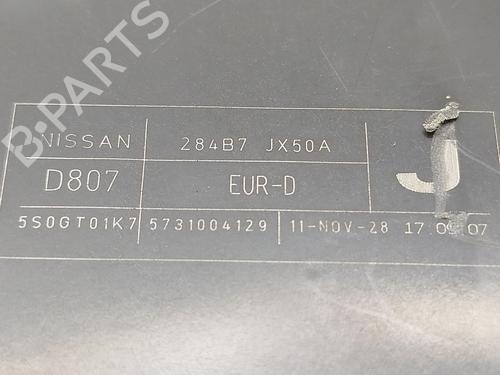 B-PARTS
NISSAN 284B7 JX50A
D807 EUR-D J
5S0GT01K7 5731004129 11-NOV-28 17:09:07